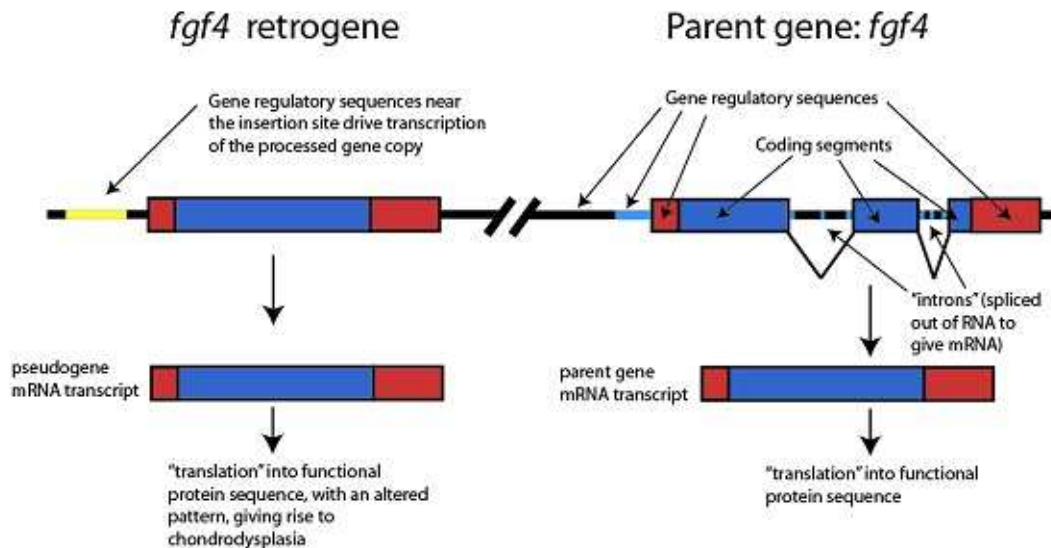 fgf4 retrogene
Gene regulatory sequences near
the insertion site drive transcription
of the processed gene copy
pseudogene
mRNA transcript
"translation" into functional
protein sequence, with an altered
pattern, giving rise to
chondrodysplasia
Parent gene: fgf4
Gene regulatory sequences
Coding segments
"introns" (spliced
out of RNA to
give mRNA)
parent gene
mRNA transcript
"translation" into functional
protein sequence